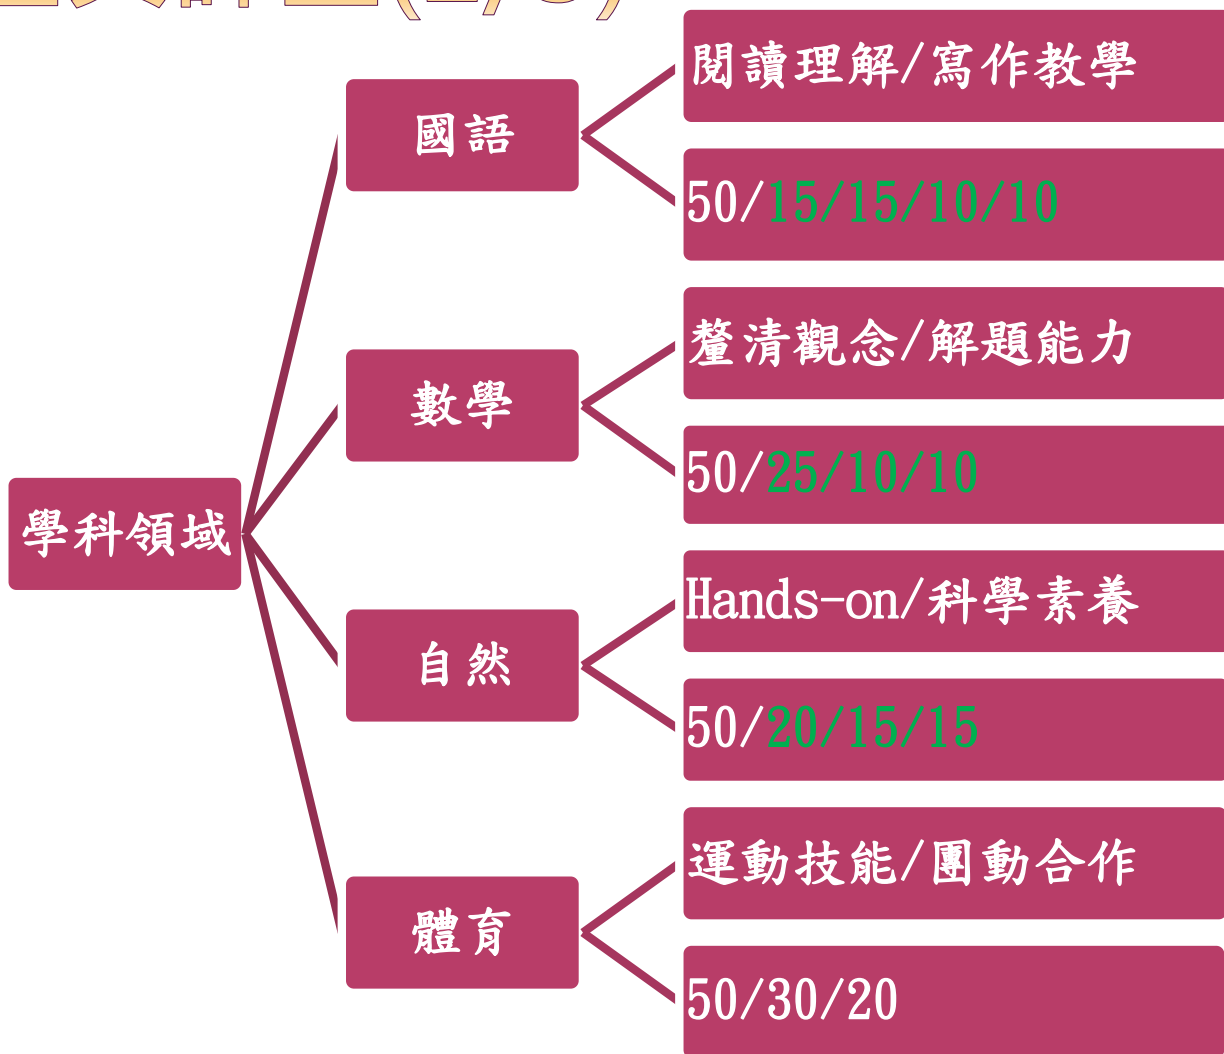 學科領域
國語
閱讀理解/寫作教學
50/15/15/10/10
數學
釐清觀念/解題能力
50/25/10/10
自然
Hands-on/科學素養
50/20/15/15
體育
運動技能/團動合作
50/30/20